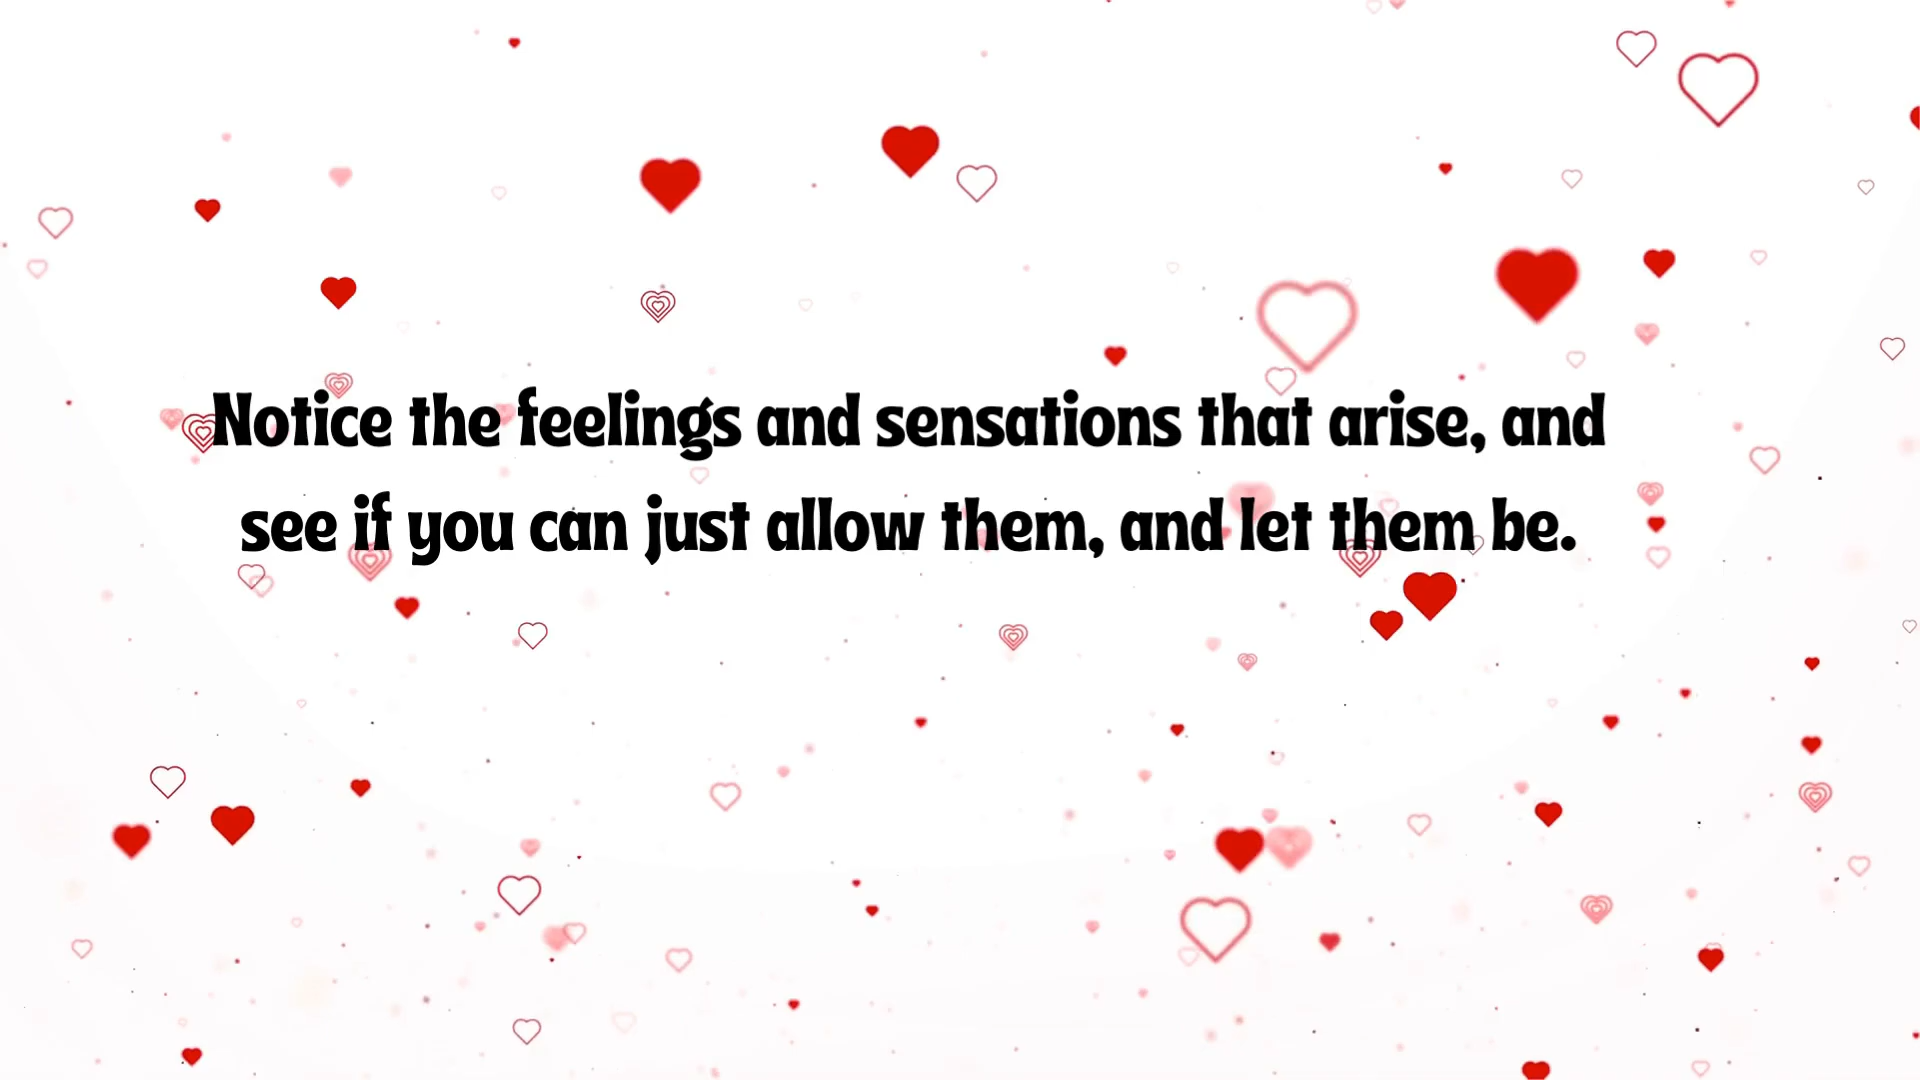 Notice the feelings and sensations that arise, and
see if you can just allow them, and let them be.